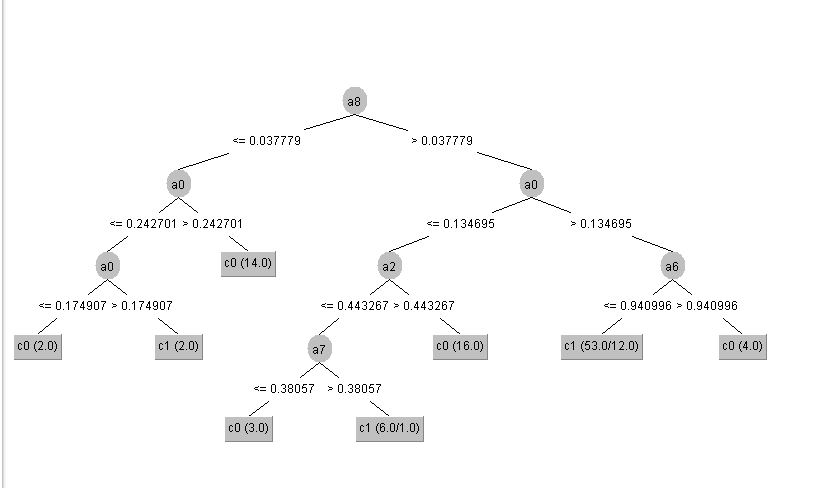 a8
<= 0.037779 > 0.037779
a0 a0
<= 0.242701 > 0.242701 <= 0.134695 > 0.134695
a0 c0 (14.0) a2 a6
<= 0.174907 > 0.174907 <= 0.443267 > 0.443267 <= 0.940996 > 0.940996
c0 (2.0) c1 (2.0) a7 c0 (16.0) c1 (53.0/12.0) c0 (4.0)
<= 0.38057 > 0.38057
c0 (3.0) c1 (6.0/1.0)